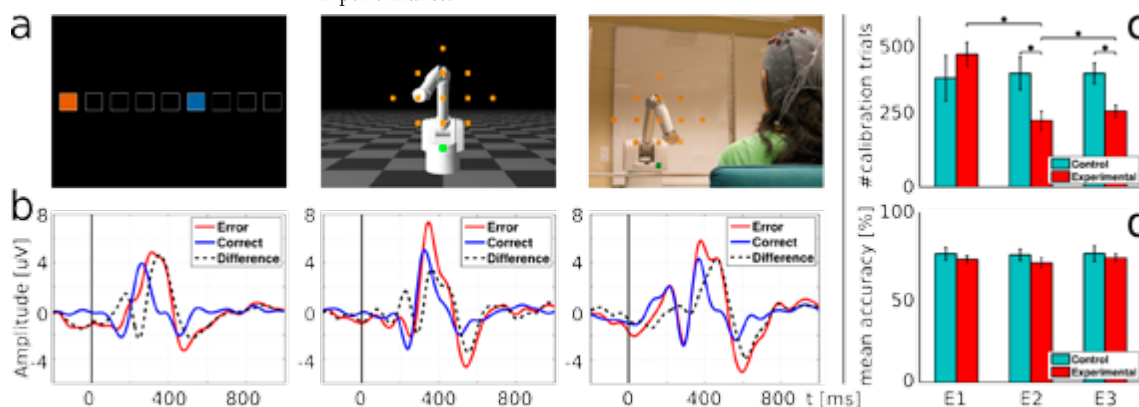 a
c
500
250
0
#calibration trials
Control
Experimental
b
8
4
0
-4
Amplitude [uV]
Error
Correct
Difference
0
400
8
4
0
-4
Error
Correct
Difference
0
400
800
8
4
0
-4
Error
Correct
Difference
0
400
t [ms]
d
100
50
0
mean accuracy [%]
Control
Experimental
E1
E2
E3